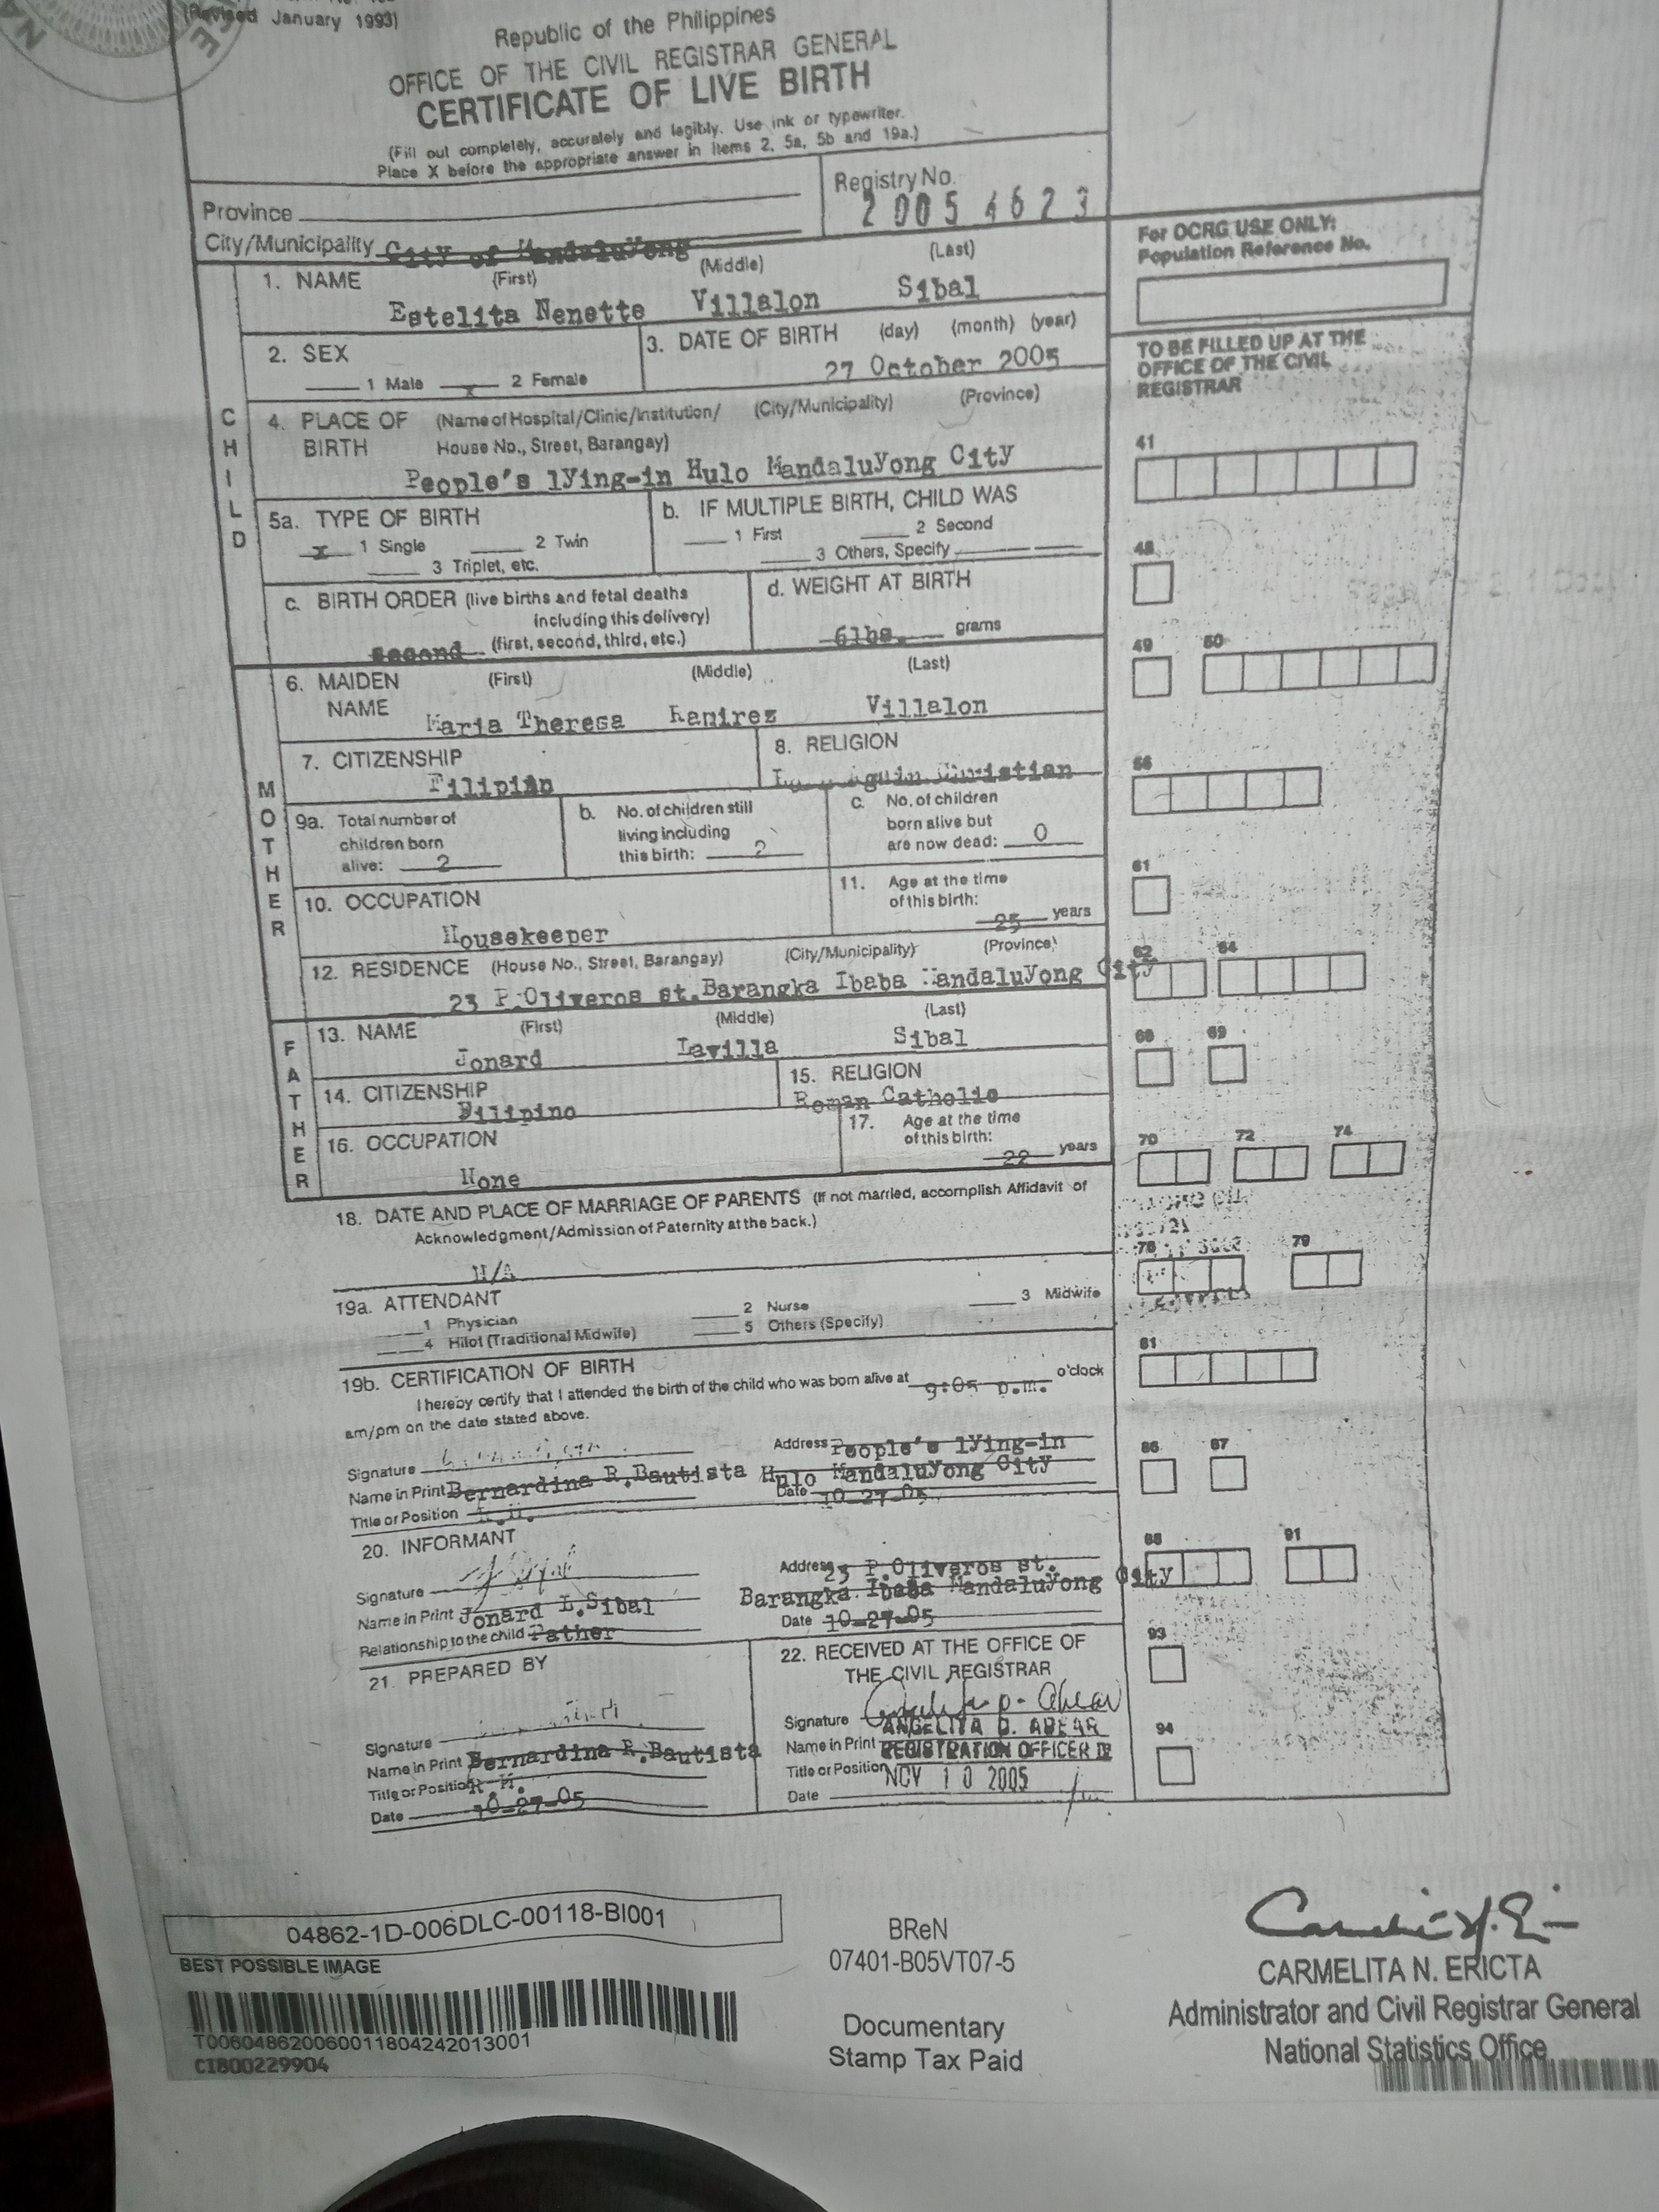 (Revised January 1993)
Republic of the Philippines
OFFICE OF THE CIVIL REGISTRAR GENERAL
CERTIFICATE OF LIVE BIRTH
(Fill out completely, accurately and legibly. Use ink or typewriter.
Place X before the appropriate answer in Items 2, 5a, 5b and 19a.)
Province
Registry No.
2005 4623
City/Municipality City of Mandaluyong
For OCRG USE ONLY:
Population Reference No.
CHILD
1. NAME (First) (Middle) (Last)
Estelita Nenette Villalon Sibal
2. SEX
1 Male x 2 Female
3. DATE OF BIRTH (day) (month) (year)
27 October 2005
TO BE FILLED UP AT THE
OFFICE OF THE CIVIL
REGISTRAR
4. PLACE OF BIRTH (Name of Hospital/Clinic/Institution/ (City/Municipality) (Province)
House No., Street, Barangay)
People's lying-in Hulo Mandaluyong City
41
5a. TYPE OF BIRTH
x 1 Single 2 Twin
3 Triplet, etc.
b. IF MULTIPLE BIRTH, CHILD WAS
1 First 2 Second
3 Others, Specify
48
c. BIRTH ORDER (live births and fetal deaths
including this delivery)
second (first, second, third, etc.)
d. WEIGHT AT BIRTH
6lbs. grams
49 50
MOTHER
6. MAIDEN NAME (First) (Middle) (Last)
Maria Theresa Ramirez Villalon
7. CITIZENSHIP
Filipino
8. RELIGION
Christian
56
9a. Total number of
children born
alive: 2
b. No. of children still
living including
this birth: 2
c. No. of children
born alive but
are now dead: 0
61
10. OCCUPATION
Housekeeper
11. Age at the time
of this birth:
25 years
12. RESIDENCE (House No., Street, Barangay) (City/Municipality) (Province)
23 P.Oliveros st.Barangka Ibaba Mandaluyong City
62 64
FATHER
13. NAME (First) (Middle) (Last)
Jonard Lavilla Sibal
68 69
14. CITIZENSHIP
Filipino
15. RELIGION
Roman Catholic
16. OCCUPATION
None
17. Age at the time
of this birth:
22 years
70 72 74
18. DATE AND PLACE OF MARRIAGE OF PARENTS (If not married, accomplish Affidavit of
Acknowledgment/Admission of Paternity at the back.)
N/A
76 79
19a. ATTENDANT
1 Physician 2 Nurse 3 Midwife
4 Hilot (Traditional Midwife) 5 Others (Specify)
19b. CERTIFICATION OF BIRTH
I hereby certify that I attended the birth of the child who was born alive at 9:05 p.m. o'clock
am/pm on the date stated above.
81
Signature
Address People's lying-in
Name in Print Bernardina R.Bautista Hulo Mandaluyong City
Title or Position
Date 10-27-05
86 87
20. INFORMANT
Signature
Address 23 P.Oliveros st.
Barangka Ibaba Mandaluyong City
Name in Print Jonard L.Sibal
Date 10-27-05
Relationship to the child Father
88 91
21. PREPARED BY
Signature
Name in Print Bernardina R.Bautista
Title or Position R.M.
Date 10-27-05
22. RECEIVED AT THE OFFICE OF
THE CIVIL REGISTRAR
Signature
Name in Print ANGELITA D. ABEAR
Title or Position REGISTRATION OFFICER
Date NOV 10 2005
93
94
04862-1D-006DLC-00118-BI001
BEST POSSIBLE IMAGE
T006048620060011804242013001
CI800229904
BReN
07401-B05VT07-5
Documentary
Stamp Tax Paid
CARMELITA N. ERICTA
Administrator and Civil Registrar General
National Statistics Office